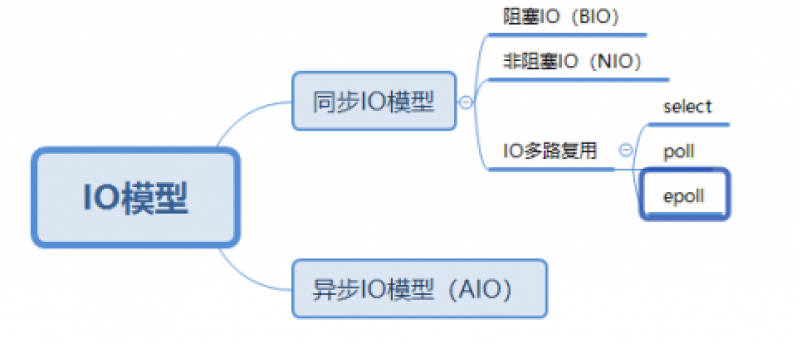 IO模型
同步IO模型
阻塞IO（BIO）
非阻塞IO（NIO）
IO多路复用
select
poll
epoll
异步IO模型（AIO）